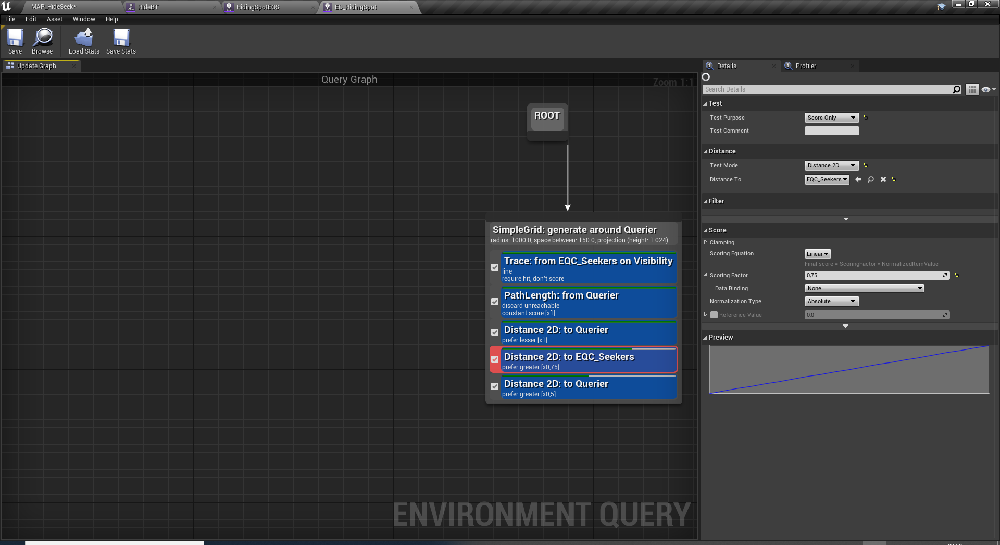 MAP_HideSeek*
HideBT
HidingSpotEQS
EQ_HidingSpot
File Edit Asset Window Help
Save Browse Load Stats Save Stats
Update Graph
Query Graph
Zoom 1:1
ROOT
SimpleGrid: generate around Querier
radius: 1000.0, space between: 150.0, projection (height: 1.024)
Trace: from EQC_Seekers on Visibility
line
require hit, don't score
PathLength: from Querier
discard unreachable
constant score [x1]
Distance 2D: to Querier
prefer lesser [x1]
Distance 2D: to EQC_Seekers
prefer greater [x0,75]
Distance 2D: to Querier
prefer greater [x0,5]
ENVIRONMENT QUERY
Details
Profiler
Search Details
Test
Test Purpose Score Only
Test Comment
Distance
Test Mode Distance 2D
Distance To EQC_Seekers
Filter
Score
Clamping
Scoring Equation Linear
Final score = ScoringFactor * NormalizedItemValue
Scoring Factor 0,75
Data Binding None
Normalization Type Absolute
Reference Value 0,0
Preview